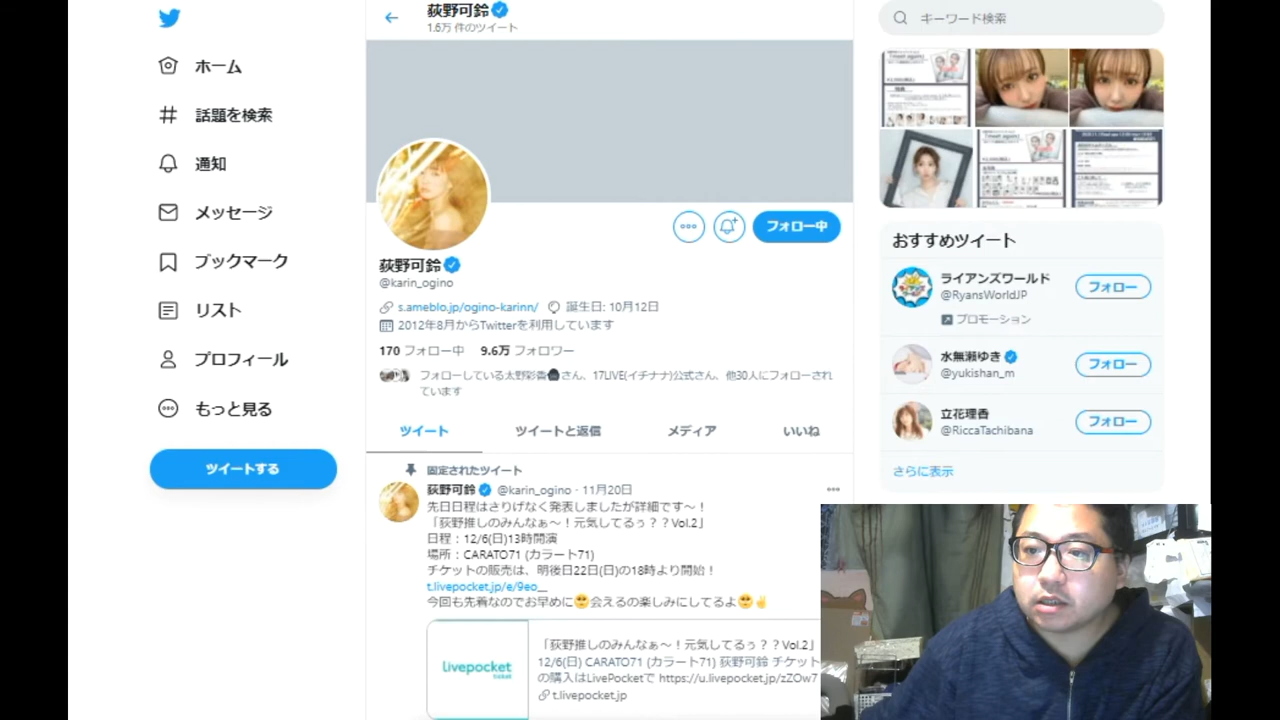 ホーム
話題を検索
通知
メッセージ
ブックマーク
リスト
プロフィール
もっと見る
ツイートする
荻野可鈴
1.6万 件のツイート
フォロー中
荻野可鈴
@karin_ogino
s.ameblo.jp/ogino-karinn/ 誕生日: 10月12日
2012年8月からTwitterを利用しています
170 フォロー中 9.6万 フォロワー
フォローしている太野彩香さん、17LIVE(イチナナ)公式さん、他30人にフォローされ
ています
ツイート ツイートと返信 メディア いいね
固定されたツイート
荻野可鈴 @karin_ogino · 11月20日
先日日程はさりげなく発表しましたが詳細です〜！
「荻野推しのみんなぁ〜！元気してるぅ？？Vol.2」
日程：12/6(日)13時開演
場所：CARATO71 (カラート71)
チケットの販売は、明後日22日(日)の18時より開始！
t.livepocket.jp/e/9eo__
今回も先着なのでお早めに🥺会えるの楽しみにしてるよ🥺✌
livepocket
ticket
「荻野推しのみんなぁ〜！元気してるぅ？？Vol.2」
12/6(日) CARATO71 (カラート71) 荻野可鈴 チケット
の購入はLivePocketで https://u.livepocket.jp/zZOw7
t.livepocket.jp
キーワード検索
おすすめツイート
ライアンズワールド
@RyansWorldJP
フォロー
プロモーション
水無瀬ゆき
@yukishan_m
フォロー
立花理香
@RiccaTachibana
フォロー
さらに表示